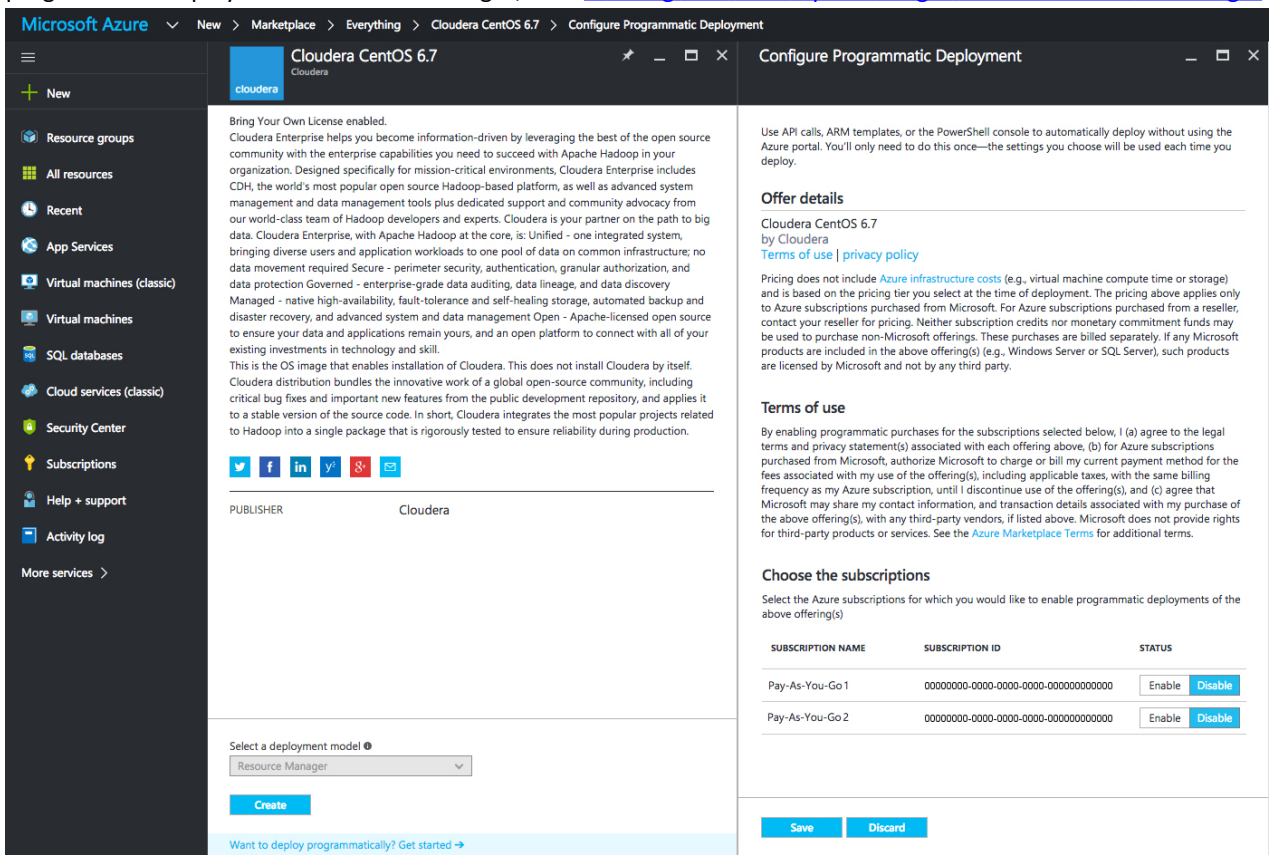 Microsoft Azure New > Marketplace > Everything > Cloudera CentOS 6.7 > Configure Programmatic Deployment
New
Resource groups
All resources
Recent
App Services
Virtual machines (classic)
Virtual machines
SQL databases
Cloud services (classic)
Security Center
Subscriptions
Help + support
Activity log
More services >
cloudera
Cloudera CentOS 6.7
Cloudera
Bring Your Own License enabled.
Cloudera Enterprise helps you become information-driven by leveraging the best of the open source
community with the enterprise capabilities you need to succeed with Apache Hadoop in your
organization. Designed specifically for mission-critical environments, Cloudera Enterprise includes
CDH, the world's most popular open source Hadoop-based platform, as well as advanced system
management and data management tools plus dedicated support and community advocacy from
our world-class team of Hadoop developers and experts. Cloudera is your partner on the path to big
data. Cloudera Enterprise, with Apache Hadoop at the core, is: Unified - one integrated system,
bringing diverse users and application workloads to one pool of data on common infrastructure; no
data movement required Secure - perimeter security, authentication, granular authorization, and
data protection Governed - enterprise-grade data auditing, data lineage, and data discovery
Managed - native high-availability, fault-tolerance and self-healing storage, automated backup and
disaster recovery, and advanced system and data management Open - Apache-licensed open source
to ensure your data and applications remain yours, and an open platform to connect with all of your
existing investments in technology and skill.
This is the OS image that enables installation of Cloudera. This does not install Cloudera by itself.
Cloudera distribution bundles the innovative work of a global open-source community, including
critical bug fixes and important new features from the public development repository, and applies it
to a stable version of the source code. In short, Cloudera integrates the most popular projects related
to Hadoop into a single package that is rigorously tested to ensure reliability during production.
PUBLISHER Cloudera
Select a deployment model
Resource Manager
Create
Want to deploy programmatically? Get started →
Configure Programmatic Deployment
Use API calls, ARM templates, or the PowerShell console to automatically deploy without using the
Azure portal. You'll only need to do this once—the settings you choose will be used each time you
deploy.
Offer details
Cloudera CentOS 6.7
by Cloudera
Terms of use | privacy policy
Pricing does not include Azure infrastructure costs (e.g., virtual machine compute time or storage)
and is based on the pricing tier you select at the time of deployment. The pricing above applies only
to Azure subscriptions purchased from Microsoft. For Azure subscriptions purchased from a reseller,
contact your reseller for pricing. Neither subscription credits nor monetary commitment funds may
be used to purchase non-Microsoft offerings. These purchases are billed separately. If any Microsoft
products are included in the above offering(s) (e.g., Windows Server or SQL Server), such products
are licensed by Microsoft and not by any third party.
Terms of use
By enabling programmatic purchases for the subscriptions selected below, I (a) agree to the legal
terms and privacy statement(s) associated with each offering above, (b) for Azure subscriptions
purchased from Microsoft, authorize Microsoft to charge or bill my current payment method for the
fees associated with my use of the offering(s), including applicable taxes, with the same billing
frequency as my Azure subscription, until I discontinue use of the offering(s), and (c) agree that
Microsoft may share my contact information, and transaction details associated with my purchase of
the above offering(s), with any third-party vendors, if listed above. Microsoft does not provide rights
for third-party products or services. See the Azure Marketplace Terms for additional terms.
Choose the subscriptions
Select the Azure subscriptions for which you would like to enable programmatic deployments of the
above offering(s)
SUBSCRIPTION NAME SUBSCRIPTION ID STATUS
Pay-As-You-Go 1 00000000-0000-0000-0000-000000000000 Enable Disable
Pay-As-You-Go 2 00000000-0000-0000-0000-000000000000 Enable Disable
Save Discard